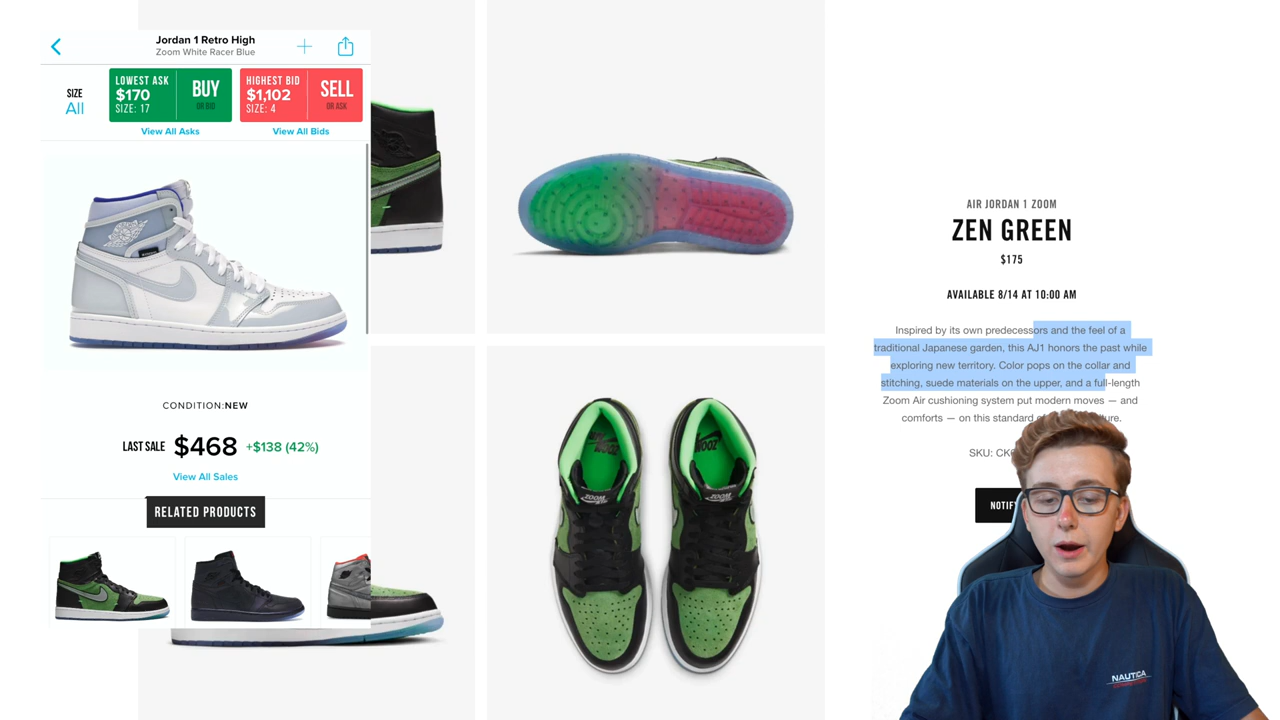 Jordan 1 Retro High
Zoom White Racer Blue
SIZE
All
LOWEST ASK
$170
SIZE: 17
BUY
OR BID
HIGHEST BID
$1,102
SIZE: 4
SELL
OR ASK
View All Asks
View All Bids
CONDITION:NEW
LAST SALE $468 +$138 (42%)
View All Sales
RELATED PRODUCTS
ZOOM
ZOOM
AIR JORDAN 1 ZOOM
ZEN GREEN
$175
AVAILABLE 8/14 AT 10:00 AM
Inspired by its own predecessors and the feel of a
traditional Japanese garden, this AJ1 honors the past while
exploring new territory. Color pops on the collar and
stitching, suede materials on the upper, and a full-length
Zoom Air cushioning system put modern moves — and
comforts — on this standard
SKU:
NAUTICA